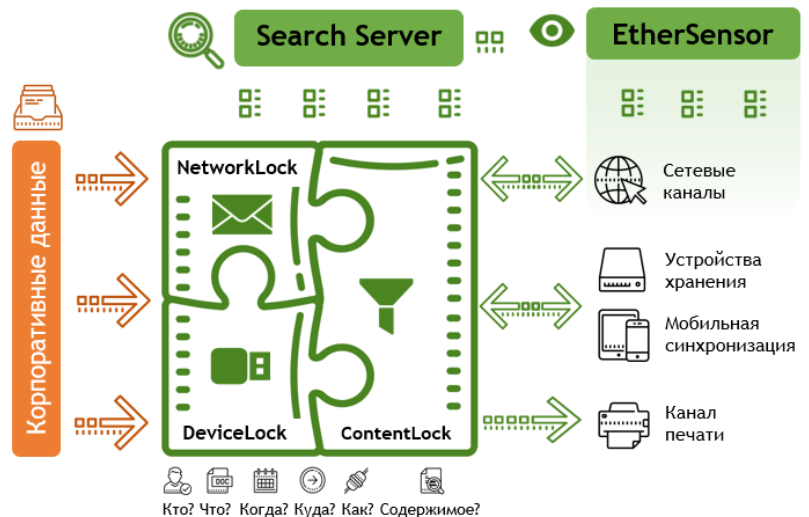 Search Server
EtherSensor
Корпоративные данные
NetworkLock
DeviceLock
ContentLock
Сетевые
каналы
Устройства
хранения
Мобильная
синхронизация
Канал
печати
DOC
Кто? Что? Когда? Куда? Как? Содержимое?